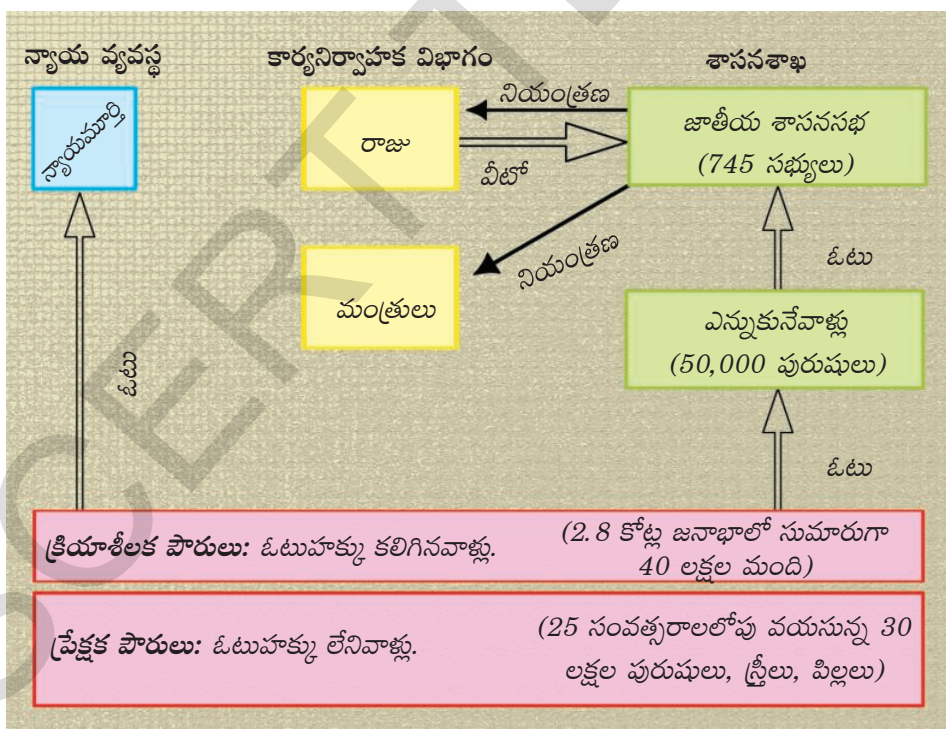 న్యాయ వ్యవస్థ
కార్యనిర్వాహక విభాగం
శాసనశాఖ
న్యాయమూర్తి
రాజు
నియంత్రణ
వీటో
జాతీయ శాసనసభ
(745 సభ్యులు)
నియంత్రణ
మంత్రులు
ఓటు
ఎన్నుకునేవాళ్లు
(50,000 పురుషులు)
ఓటు
ఓటు
క్రియాశీలక పౌరులు: ఓటుహక్కు కలిగినవాళ్లు.
(2.8 కోట్ల జనాభాలో సుమారుగా
40 లక్షల మంది)
ప్రేక్షక పౌరులు: ఓటుహక్కు లేనివాళ్లు.
(25 సంవత్సరాలలోపు వయసున్న 30
లక్షల పురుషులు, స్త్రీలు, పిల్లలు)
SCERT T